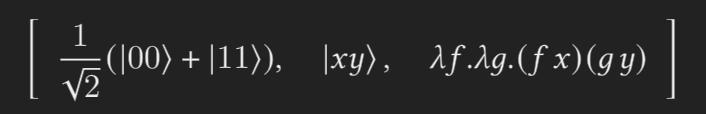 [ 1/√2 (|00⟩ + |11⟩), |xy⟩, λf.λg.(f x)(g y) ]